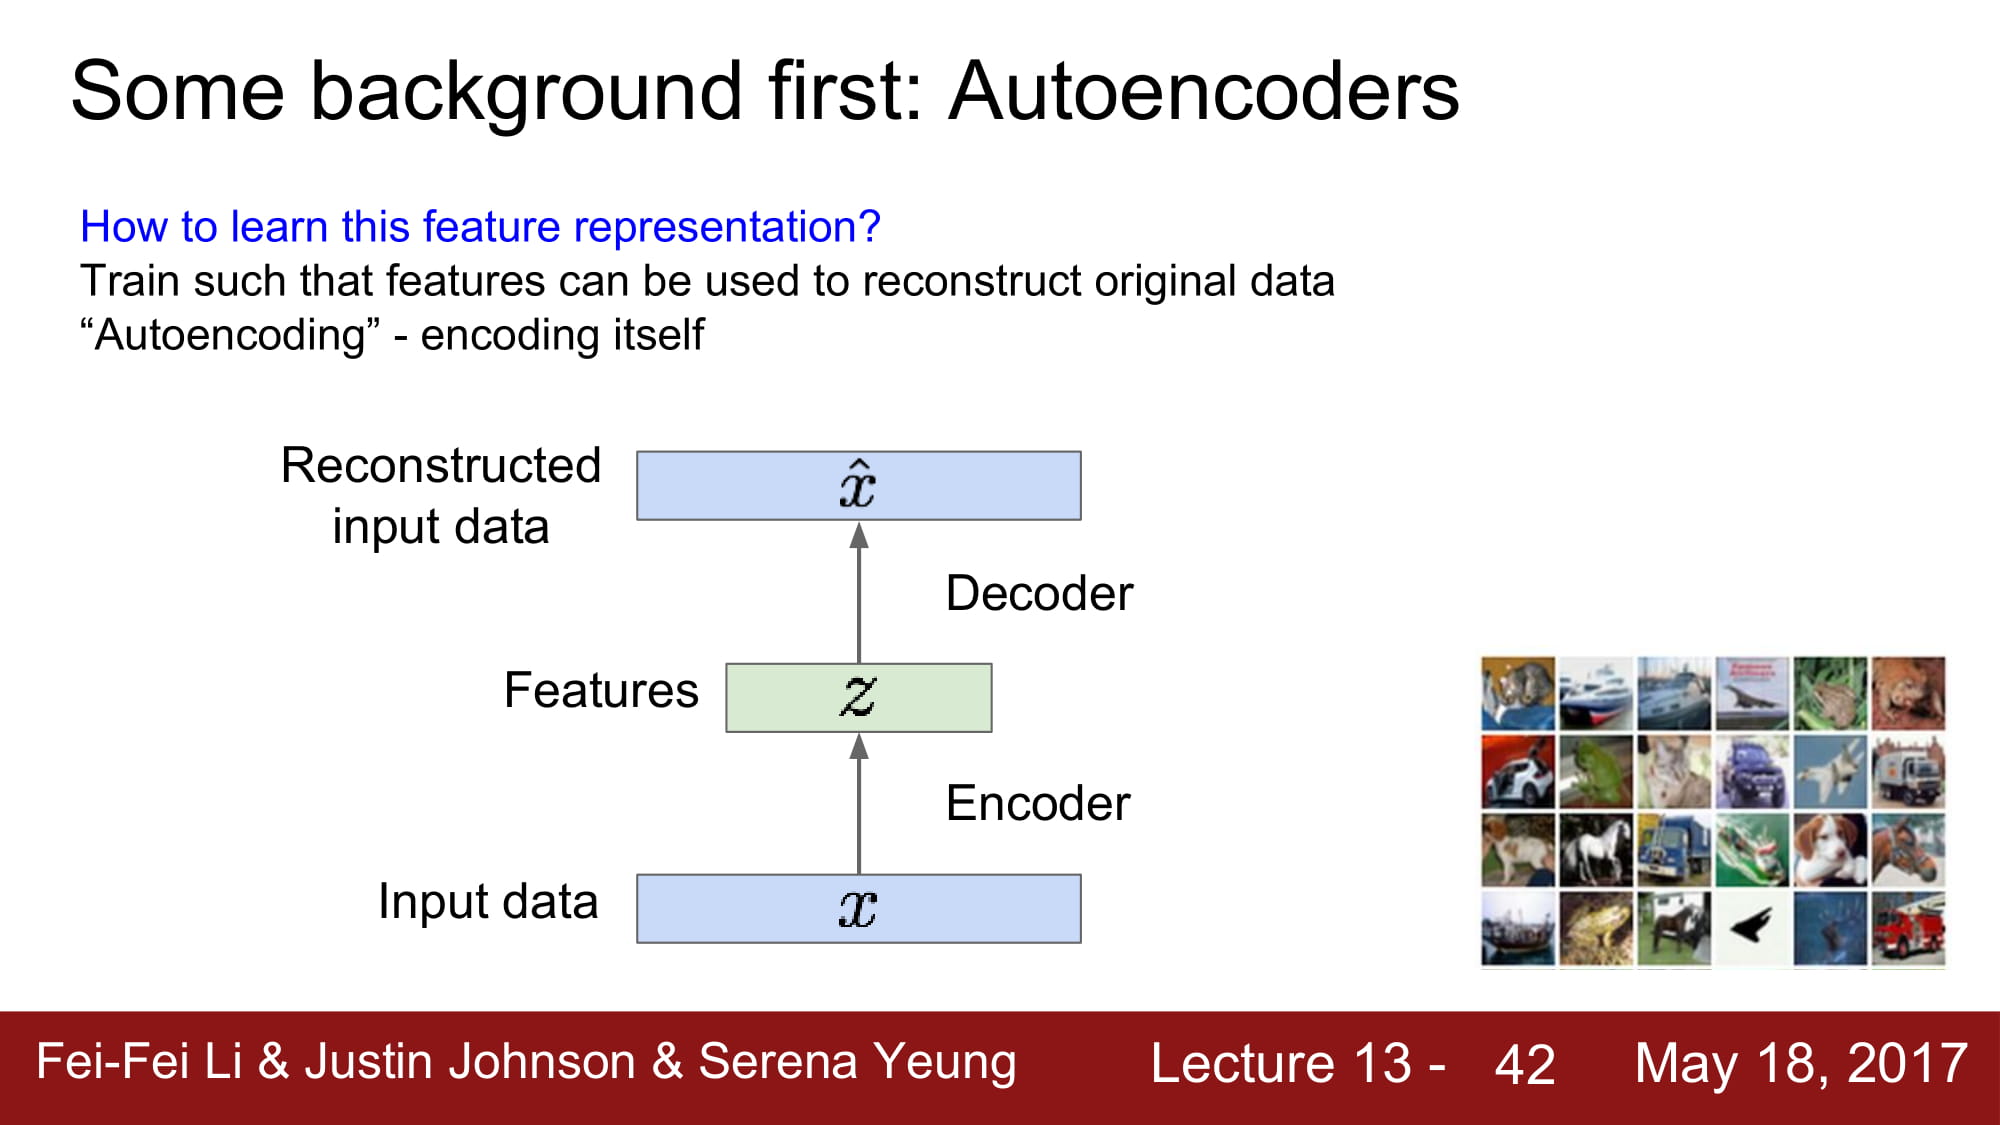 Some background first: Autoencoders
How to learn this feature representation?
Train such that features can be used to reconstruct original data
“Autoencoding” - encoding itself
Reconstructed
input data
x̂
Decoder
Features
z
Encoder
Input data
x
Fei-Fei Li & Justin Johnson & Serena Yeung
Lecture 13 - 42
May 18, 2017